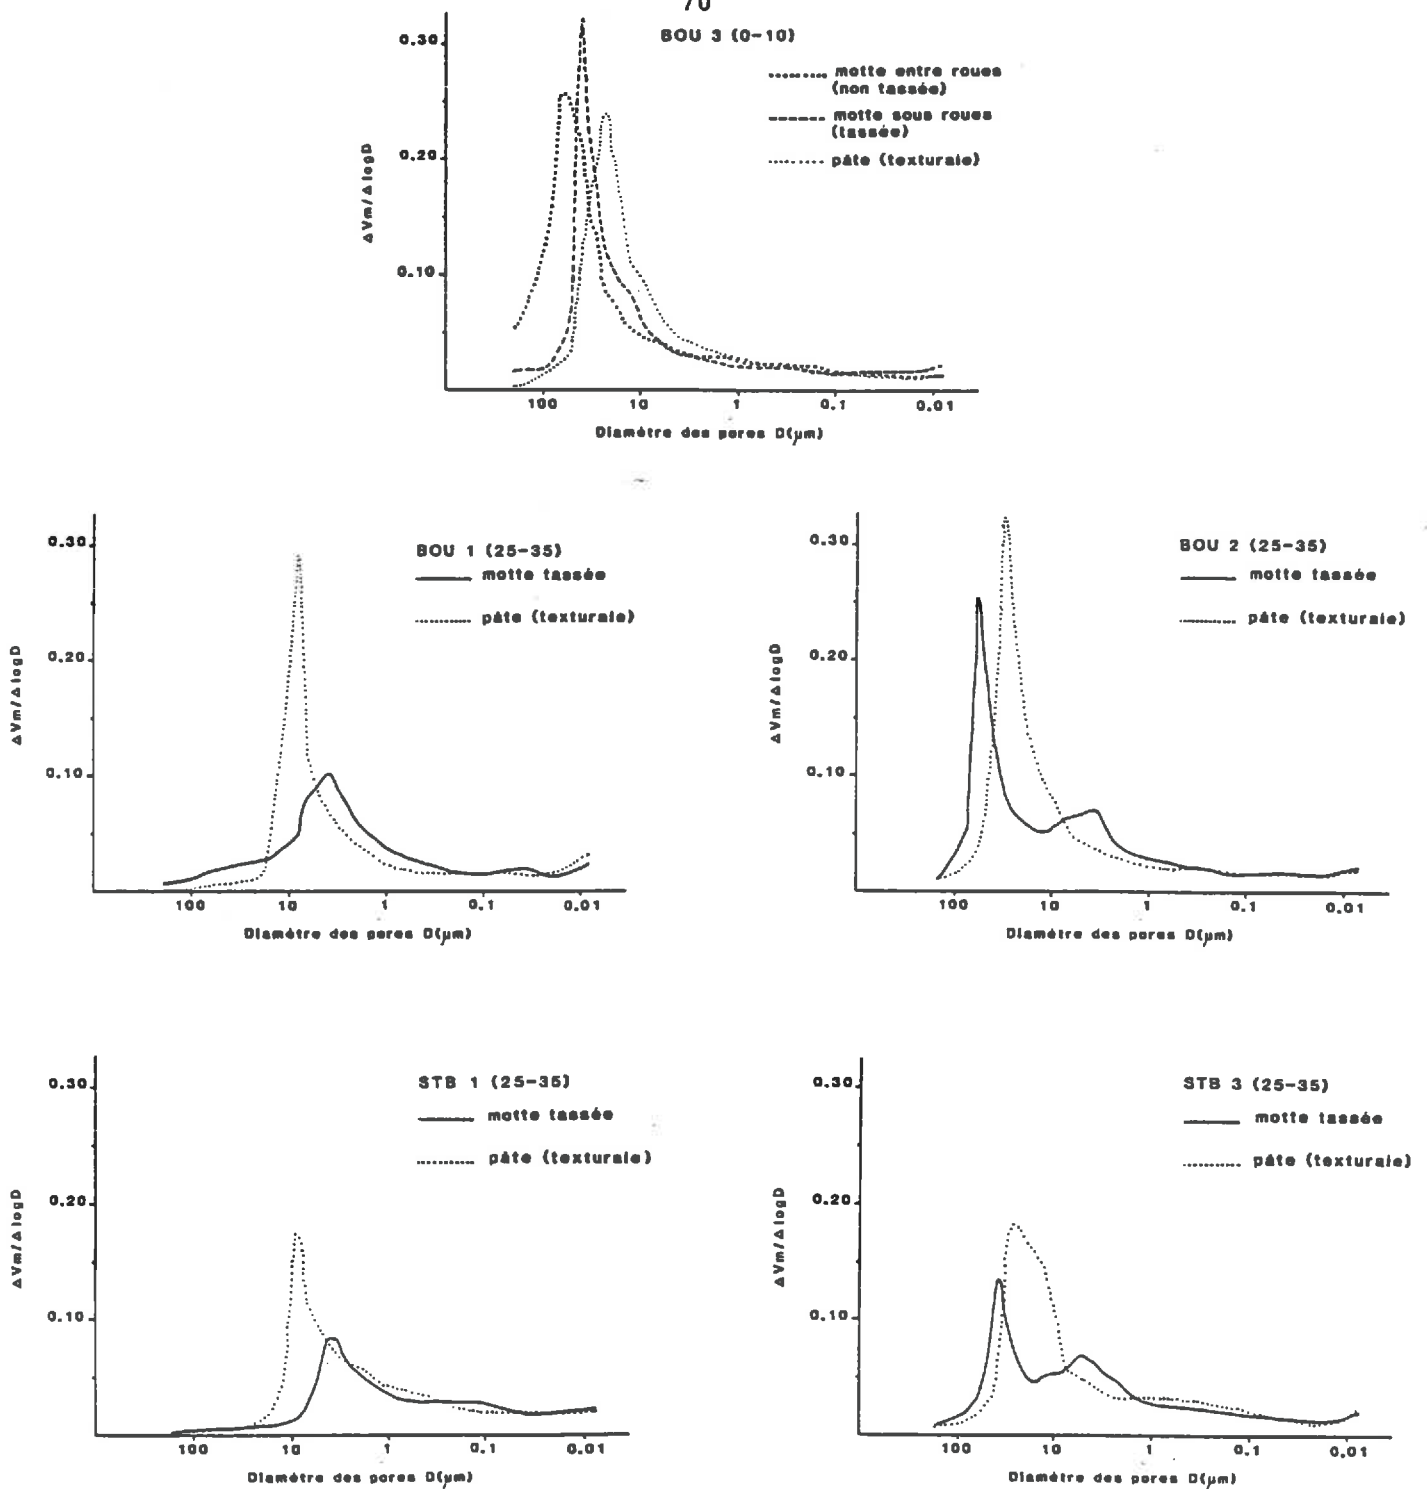 70
BOU 3 (0-10)
motte entre roues
(non tassée)
motte sous roues
(tassée)
pâte (texturale)
ΔVm/ΔlogD
0.30
0.20
0.10
100 10 1 0.1 0.01
Diamètre des pores D(µm)
BOU 1 (25-35)
motte tassée
pâte (texturale)
ΔVm/ΔlogD
0.30
0.20
0.10
100 10 1 0.1 0.01
Diamètre des pores D(µm)
BOU 2 (25-35)
motte tassée
pâte (texturale)
ΔVm/ΔlogD
0.30
0.20
0.10
100 10 1 0.1 0.01
Diamètre des pores D(µm)
STB 1 (25-35)
motte tassée
pâte (texturale)
ΔVm/ΔlogD
0.30
0.20
0.10
100 10 1 0.1 0.01
Diamètre des pores D(µm)
STB 3 (25-35)
motte tassée
pâte (texturale)
ΔVm/ΔlogD
0.30
0.20
0.10
100 10 1 0.1 0.01
Diamètre des pores D(µm)